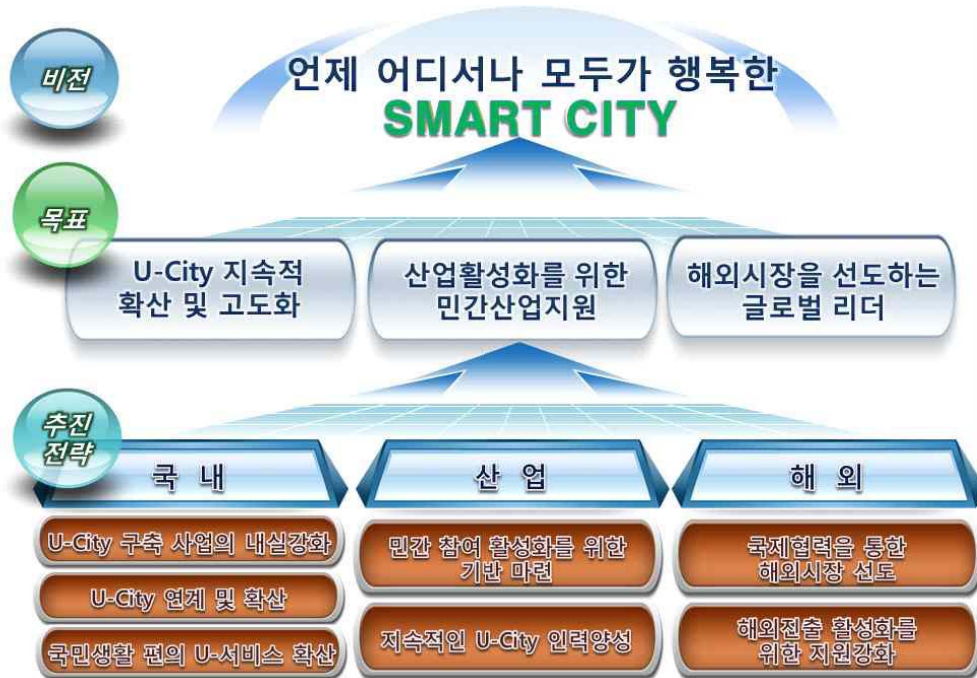 비전
언제 어디서나 모두가 행복한
SMART CITY
목표
U-City 지속적
확산 및 고도화
산업활성화를 위한
민간산업지원
해외시장을 선도하는
글로벌 리더
추진
전략
국 내
U-City 구축 사업의 내실강화
U-City 연계 및 확산
국민생활 편의 U-서비스 확산
산 업
민간 참여 활성화를 위한
기반 마련
지속적인 U-City 인력양성
해 외
국제협력을 통한
해외시장 선도
해외진출 활성화를
위한 지원강화